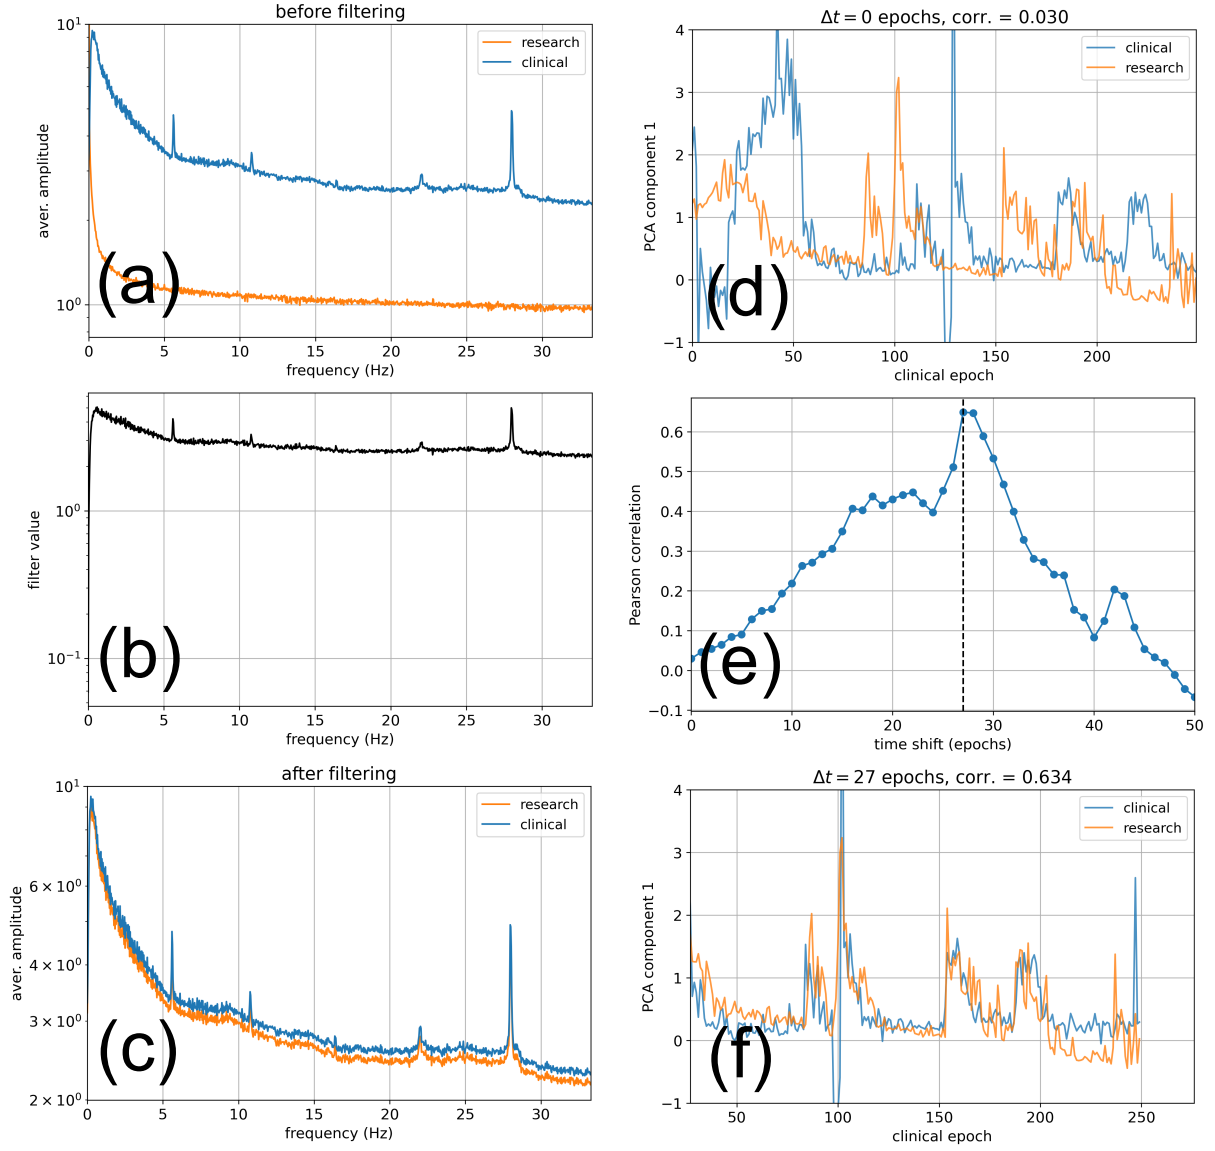 before filtering
10¹
research
clinical
aver. amplitude
10⁰
(a)
0 5 10 15 20 25 30
frequency (Hz)
10⁰
filter value
10⁻¹
(b)
0 5 10 15 20 25 30
frequency (Hz)
after filtering
10¹
research
clinical
6 × 10⁰
aver. amplitude
4 × 10⁰
3 × 10⁰
(c)
2 × 10⁰
0 5 10 15 20 25 30
frequency (Hz)
Δt = 0 epochs, corr. = 0.030
4
clinical
research
3
2
PCA component 1
1
0
(d)
−1
0 50 100 150 200
clinical epoch
0.6
0.5
0.4
Pearson correlation
0.3
0.2
0.1
(e)
0.0
−0.1
0 10 20 30 40 50
time shift (epochs)
Δt = 27 epochs, corr. = 0.634
4
clinical
research
3
2
PCA component 1
1
0
(f)
−1
50 100 150 200 250
clinical epoch